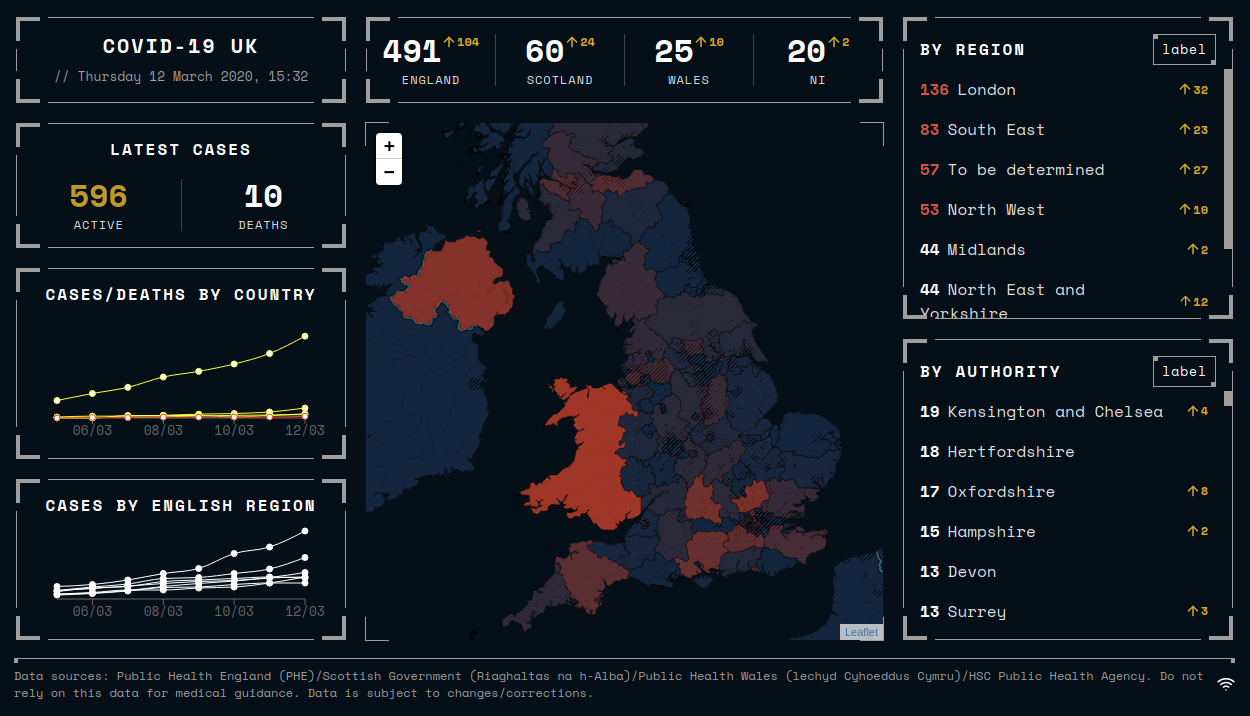 COVID-19 UK
// Thursday 12 March 2020, 15:32
491 ↑104
ENGLAND
60 ↑24
SCOTLAND
25 ↑10
WALES
20 ↑2
NI
LATEST CASES
596
ACTIVE
10
DEATHS
CASES/DEATHS BY COUNTRY
06/03 08/03 10/03 12/03
CASES BY ENGLISH REGION
06/03 08/03 10/03 12/03
+
−
Leaflet
BY REGION
label
136 London ↑32
83 South East ↑23
57 To be determined ↑27
53 North West ↑10
44 Midlands ↑2
44 North East and ↑12
Yorkshire
BY AUTHORITY
label
19 Kensington and Chelsea ↑4
18 Hertfordshire
17 Oxfordshire ↑8
15 Hampshire ↑2
13 Devon
13 Surrey ↑3
Data sources: Public Health England (PHE)/Scottish Government (Riaghaltas na h-Alba)/Public Health Wales (Iechyd Cyhoeddus Cymru)/HSC Public Health Agency. Do not
rely on this data for medical guidance. Data is subject to changes/corrections.